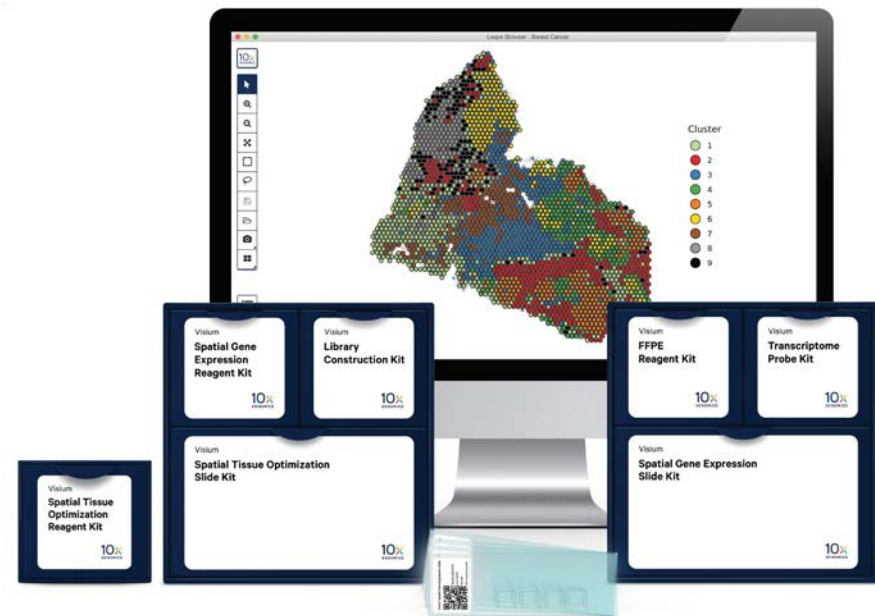 Loupe Browser - Breast Cancer
10x
Cluster
1
2
3
4
5
6
7
8
9
Visium
Spatial Gene
Expression
Reagent Kit
10x
GENOMICS
Visium
Library
Construction Kit
10x
GENOMICS
Visium
FFPE
Reagent Kit
10x
GENOMICS
Visium
Transcriptome
Probe Kit
10x
GENOMICS
Visium
Spatial Tissue Optimization
Slide Kit
10x
GENOMICS
Visium
Spatial Gene Expression
Slide Kit
10x
GENOMICS
Visium
Spatial Tissue
Optimization
Reagent Kit
10x
GENOMICS